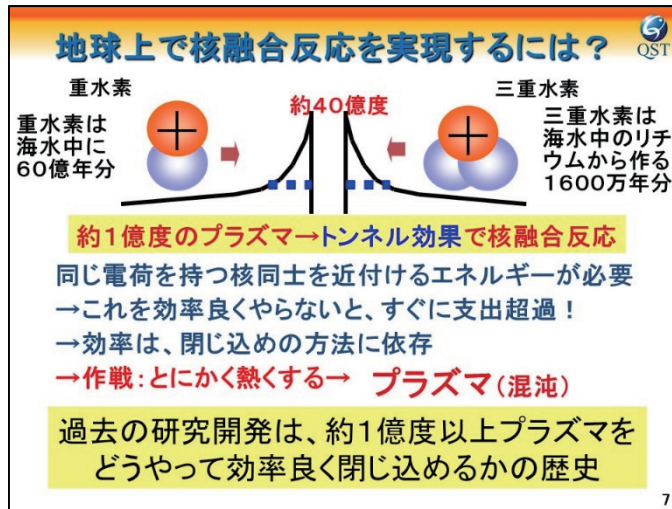 地球上で核融合反応を実現するには？
QST
重水素
重水素は
海水中に
60億年分
約40億度
三重水素
三重水素は
海水中のリチ
ウムから作る
1600万年分
約1億度のプラズマ→トンネル効果で核融合反応
同じ電荷を持つ核同士を近付けるエネルギーが必要
→これを効率良くやらないと、すぐに支出超過！
→効率は、閉じ込めの方法に依存
→作戦：とにかく熱くする→ プラズマ（混沌）
過去の研究開発は、約1億度以上プラズマを
どうやって効率良く閉じ込めるかの歴史
7